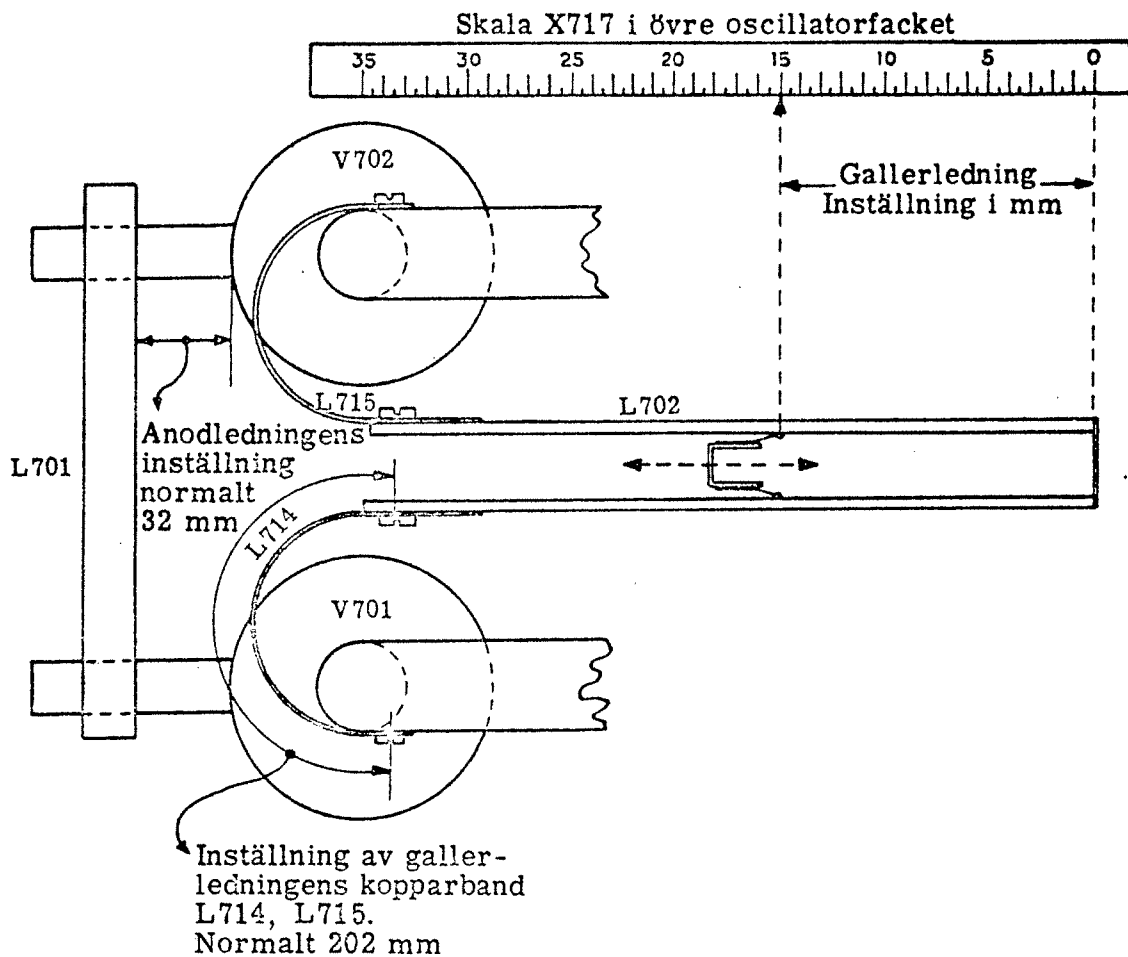 Skala X717 i övre oscillatorfacket
35 30 25 20 15 10 5 0
V702
Gallerledning
Inställning i mm
L715
L702
Anodledningens
inställning
normalt
32 mm
L701
L714
V701
Inställning av galler-
ledningens kopparband
L714, L715.
Normalt 202 mm